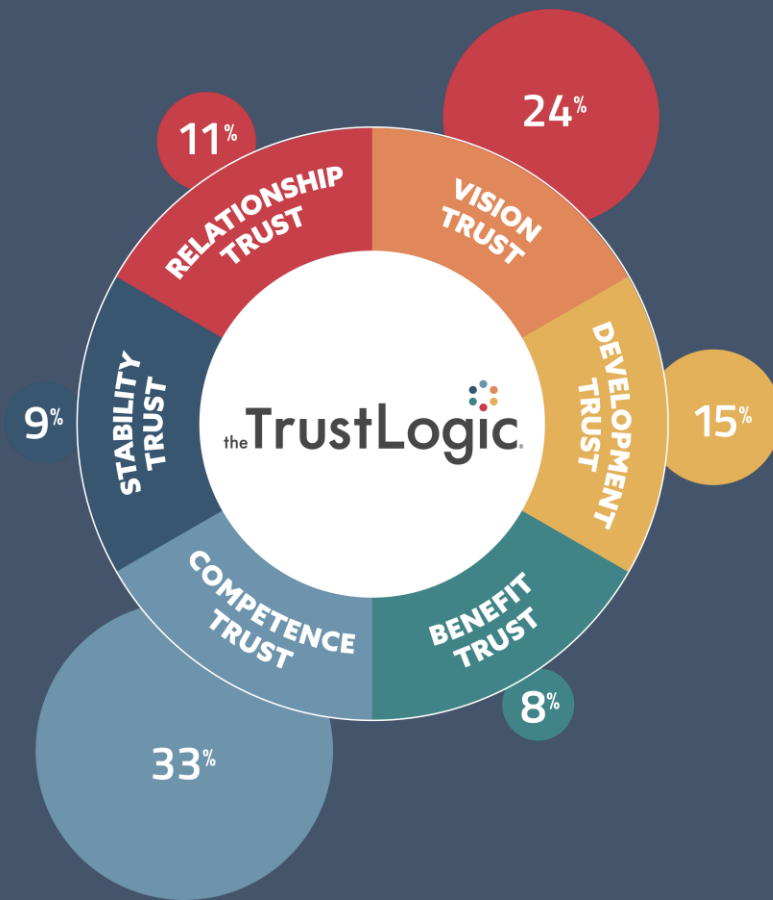 24%
11%
RELATIONSHIP
TRUST
VISION
TRUST
DEVELOPMENT
TRUST
15%
STABILITY
TRUST
9%
the TrustLogic®
COMPETENCE
TRUST
BENEFIT
TRUST
8%
33%